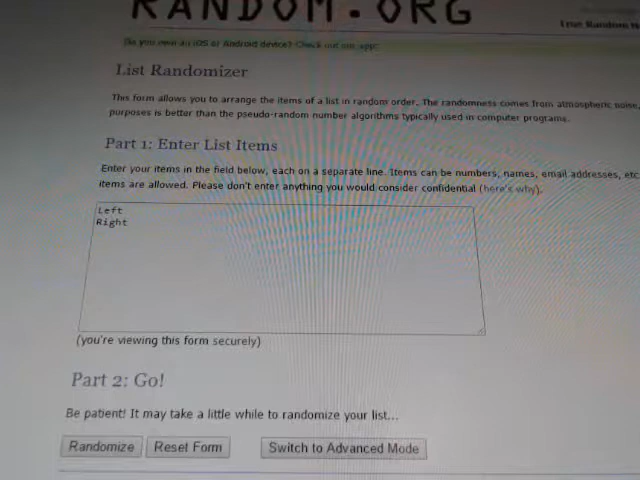 RANDOM.ORG
True Random
Do you own an iOS or Android device? Check out our app!
List Randomizer
This form allows you to arrange the items of a list in random order. The randomness comes from atmospheric noise,
purposes is better than the pseudo-random number algorithms typically used in computer programs.
Part 1: Enter List Items
Enter your items in the field below, each on a separate line. Items can be numbers, names, email addresses, etc
items are allowed. Please don't enter anything you would consider confidential (here's why).
Left
Right
(you're viewing this form securely)
Part 2: Go!
Be patient! It may take a little while to randomize your list...
Randomize Reset Form Switch to Advanced Mode